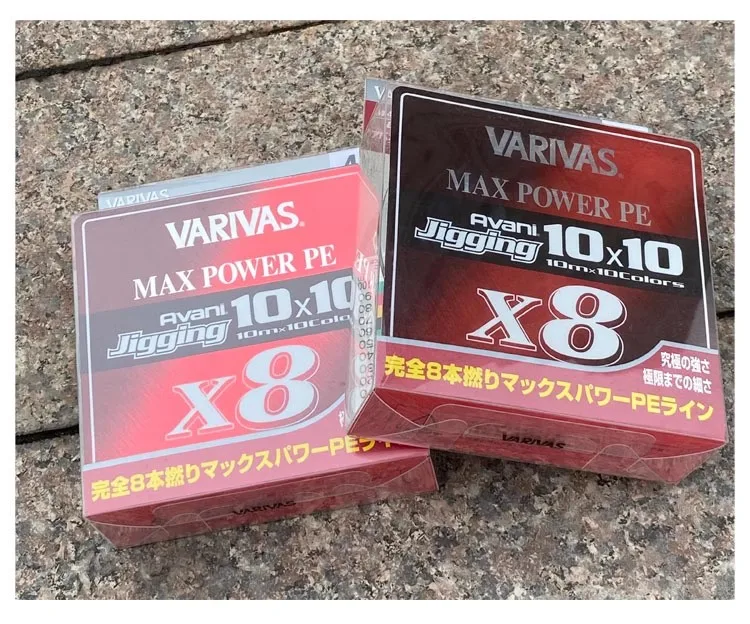 VARIVAS
VARIVAS®
MAX POWER PE
Avani
Jigging 10x10
10m×10Colo
x8
完全8本撚りマックスパワーPEライン
VARIVAS
VARIVAS®
MAX POWER PE
Avani
Jigging 10x10
10m×10Colors
x8
究極の強さ
極限までの細さ
完全8本撚りマックスパワーPEライン
VARIVAS